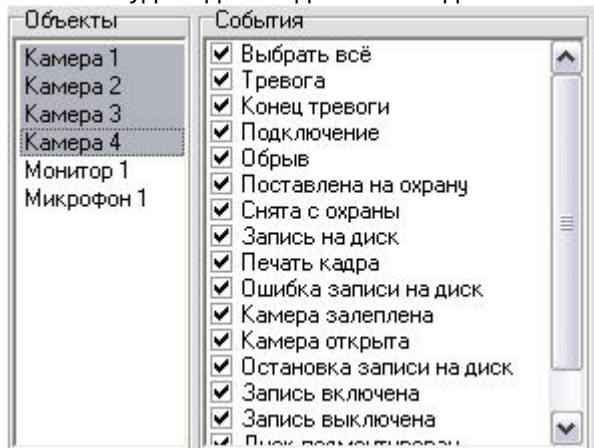 Объекты
Камера 1
Камера 2
Камера 3
Камера 4
Монитор 1
Микрофон 1
События
Выбрать всё
Тревога
Конец тревоги
Подключение
Обрыв
Поставлена на охрану
Снята с охраны
Запись на диск
Печать кадра
Ошибка записи на диск
Камера залеплена
Камера открыта
Остановка записи на диск
Запись включена
Запись выключена